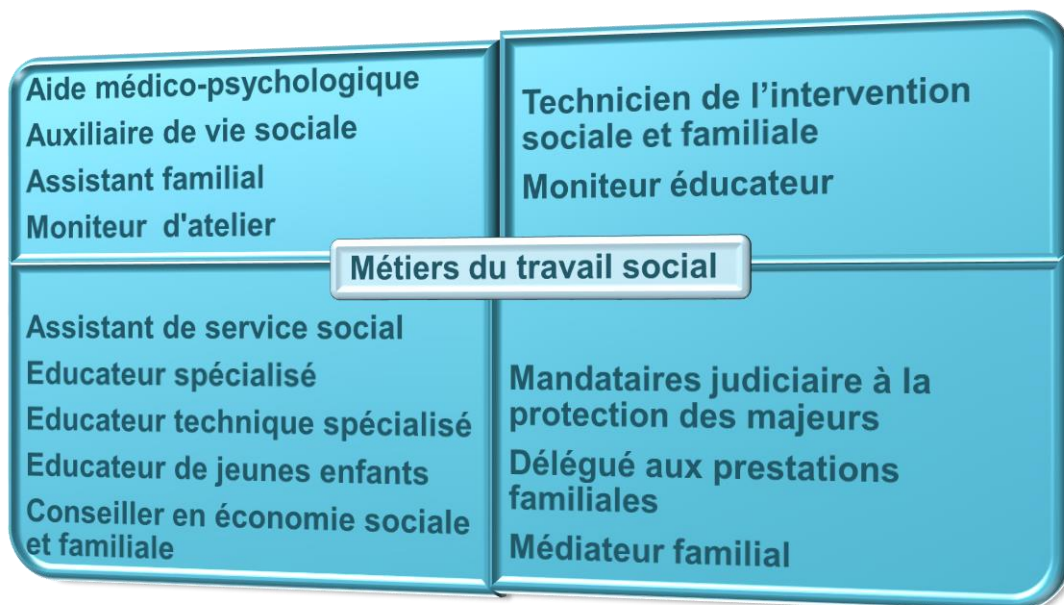 Aide médico-psychologique
Auxiliaire de vie sociale
Assistant familial
Moniteur d'atelier
Technicien de l'intervention
sociale et familiale
Moniteur éducateur
Métiers du travail social
Assistant de service social
Educateur spécialisé
Educateur technique spécialisé
Educateur de jeunes enfants
Conseiller en économie sociale
et familiale
Mandataires judiciaire à la
protection des majeurs
Délégué aux prestations
familiales
Médiateur familial